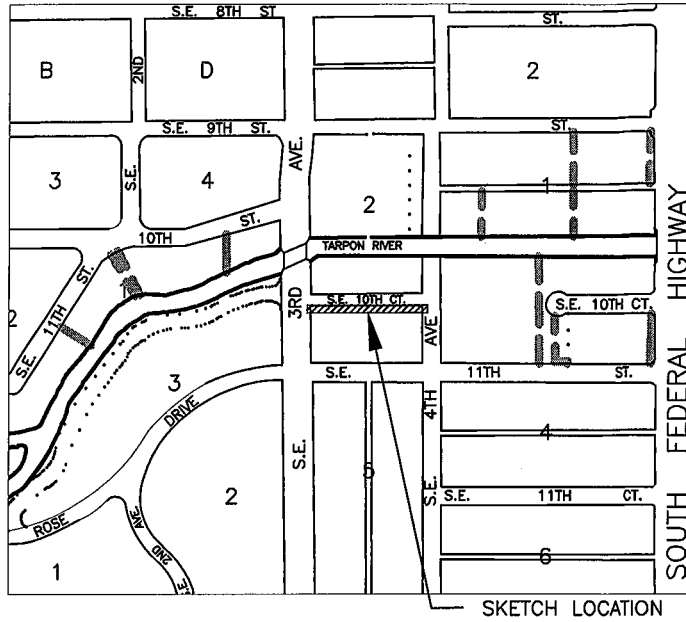 S.E. 8TH ST
ST.
B
2ND
D
2
S.E. 9TH ST.
ST.
3
S.E.
4
AVE.
2
1
10TH ST.
TARPON RIVER
HIGHWAY
1
2
S.E. 11TH ST.
3RD
S.E. 10TH CT.
S.E. 10TH CT.
AVE.
3
S.E. 11TH ST.
FEDERAL
DRIVE
4TH
4
S.E.
5
2
S.E.
S.E. 11TH CT.
ROSE
AVE.
2ND
S.E.
6
1
SOUTH
SKETCH LOCATION